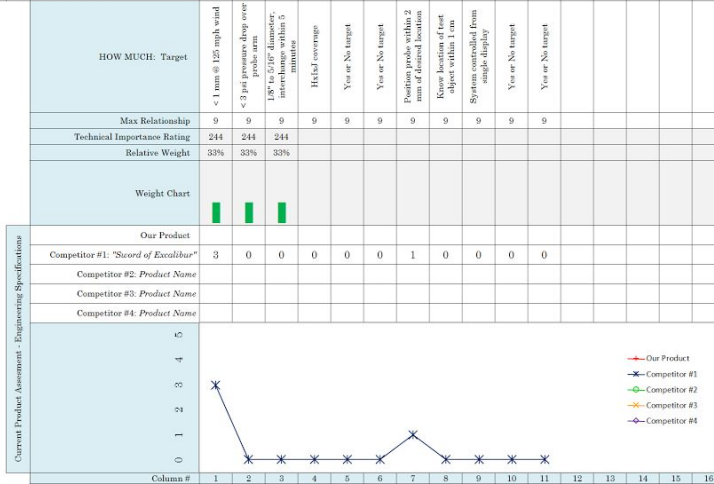 HOW MUCH: Target
< 1 mm @ 125 mph wind
< 3 psi pressure drop over
probe arm
1/8" to 5/16" diameter,
interchange within 5
minutes
HxIxJ coverage
Yes or No target
Yes or No target
Position probe within 2
mm of desired location
Know location of test
object within 1 cm
System controlled from
single display
Yes or No target
Yes or No target
Max Relationship 9 9 9 9 9 9 9 9 9 9 9
Technical Importance Rating 244 244 244
Relative Weight 33% 33% 33%
Weight Chart
Current Product Assesment - Engineering Specifications
Our Product
Competitor #1: "Sword of Excalibur" 3 0 0 0 0 0 1 0 0 0 0
Competitor #2: Product Name
Competitor #3: Product Name
Competitor #4: Product Name
5
4
3
2
1
0
Our Product
Competitor #1
Competitor #2
Competitor #3
Competitor #4
Column # 1 2 3 4 5 6 7 8 9 10 11 12 13 14 15 16